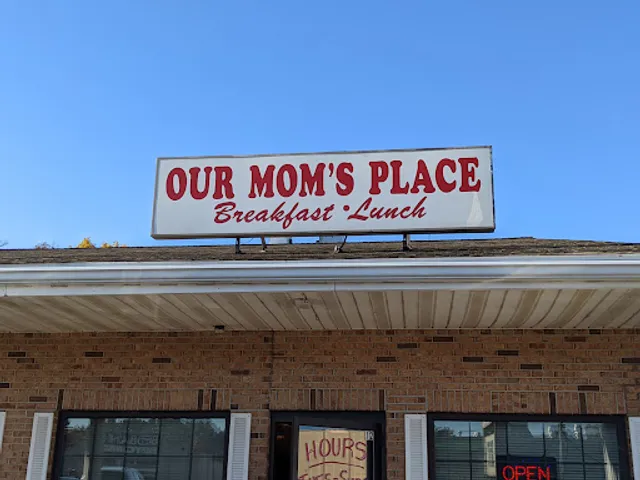 OUR MOM'S PLACE
Breakfast • Lunch
HOURS
OPEN